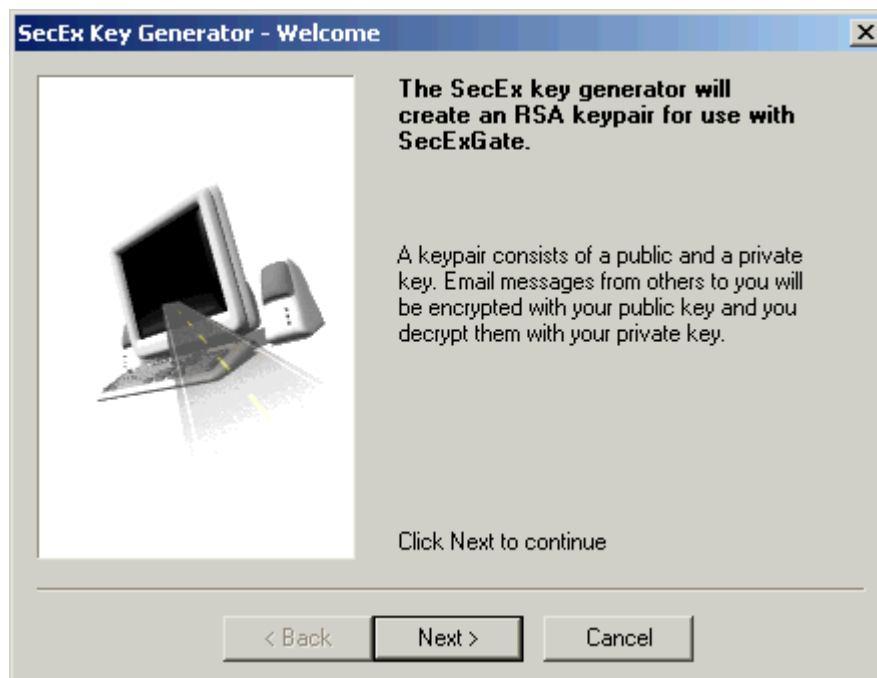 SecEx Key Generator - Welcome
The SecEx key generator will
create an RSA keypair for use with
SecExGate.
A keypair consists of a public and a private
key. Email messages from others to you will
be encrypted with your public key and you
decrypt them with your private key.
Click Next to continue
< Back
Next >
Cancel